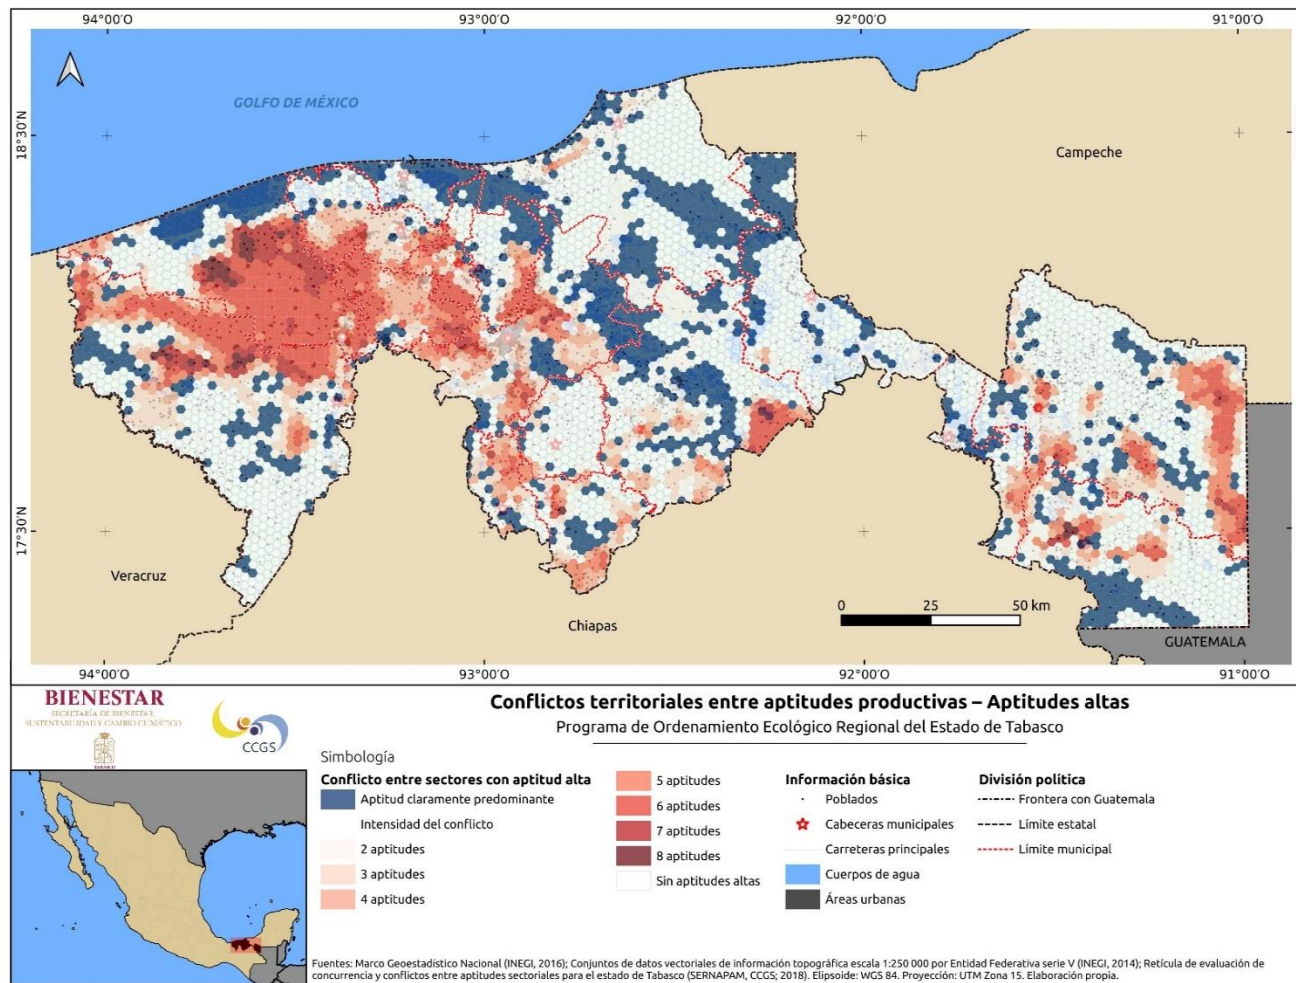 94°00'O 93°00'O 92°00'O 91°00'O
18°30'N
GOLFO DE MÉXICO
Campeche
17°30'N
Veracruz
Chiapas
0 25 50 km
GUATEMALA
94°00'O 93°00'O 92°00'O 91°00'O
BIENESTAR
SECRETARÍA DE BIENESTAR,
SUSTENTABILIDAD Y CAMBIO CLIMÁTICO
TABASCO
CCGS
Conflictos territoriales entre aptitudes productivas – Aptitudes altas
Programa de Ordenamiento Ecológico Regional del Estado de Tabasco
Simbología
Conflicto entre sectores con aptitud alta
Aptitud claramente predominante
Intensidad del conflicto
2 aptitudes
3 aptitudes
4 aptitudes
5 aptitudes
6 aptitudes
7 aptitudes
8 aptitudes
Sin aptitudes altas
Información básica
Poblados
Cabeceras municipales
Carreteras principales
Cuerpos de agua
Áreas urbanas
División política
Frontera con Guatemala
Límite estatal
Límite municipal
Fuentes: Marco Geoestadístico Nacional (INEGI, 2016); Conjuntos de datos vectoriales de información topográfica escala 1:250 000 por Entidad Federativa serie V (INEGI, 2014); Retícula de evaluación de
concurrencia y conflictos entre aptitudes sectoriales para el estado de Tabasco (SERNAPAM, CCGS; 2018). Elipsoide: WGS 84. Proyección: UTM Zona 15. Elaboración propia.